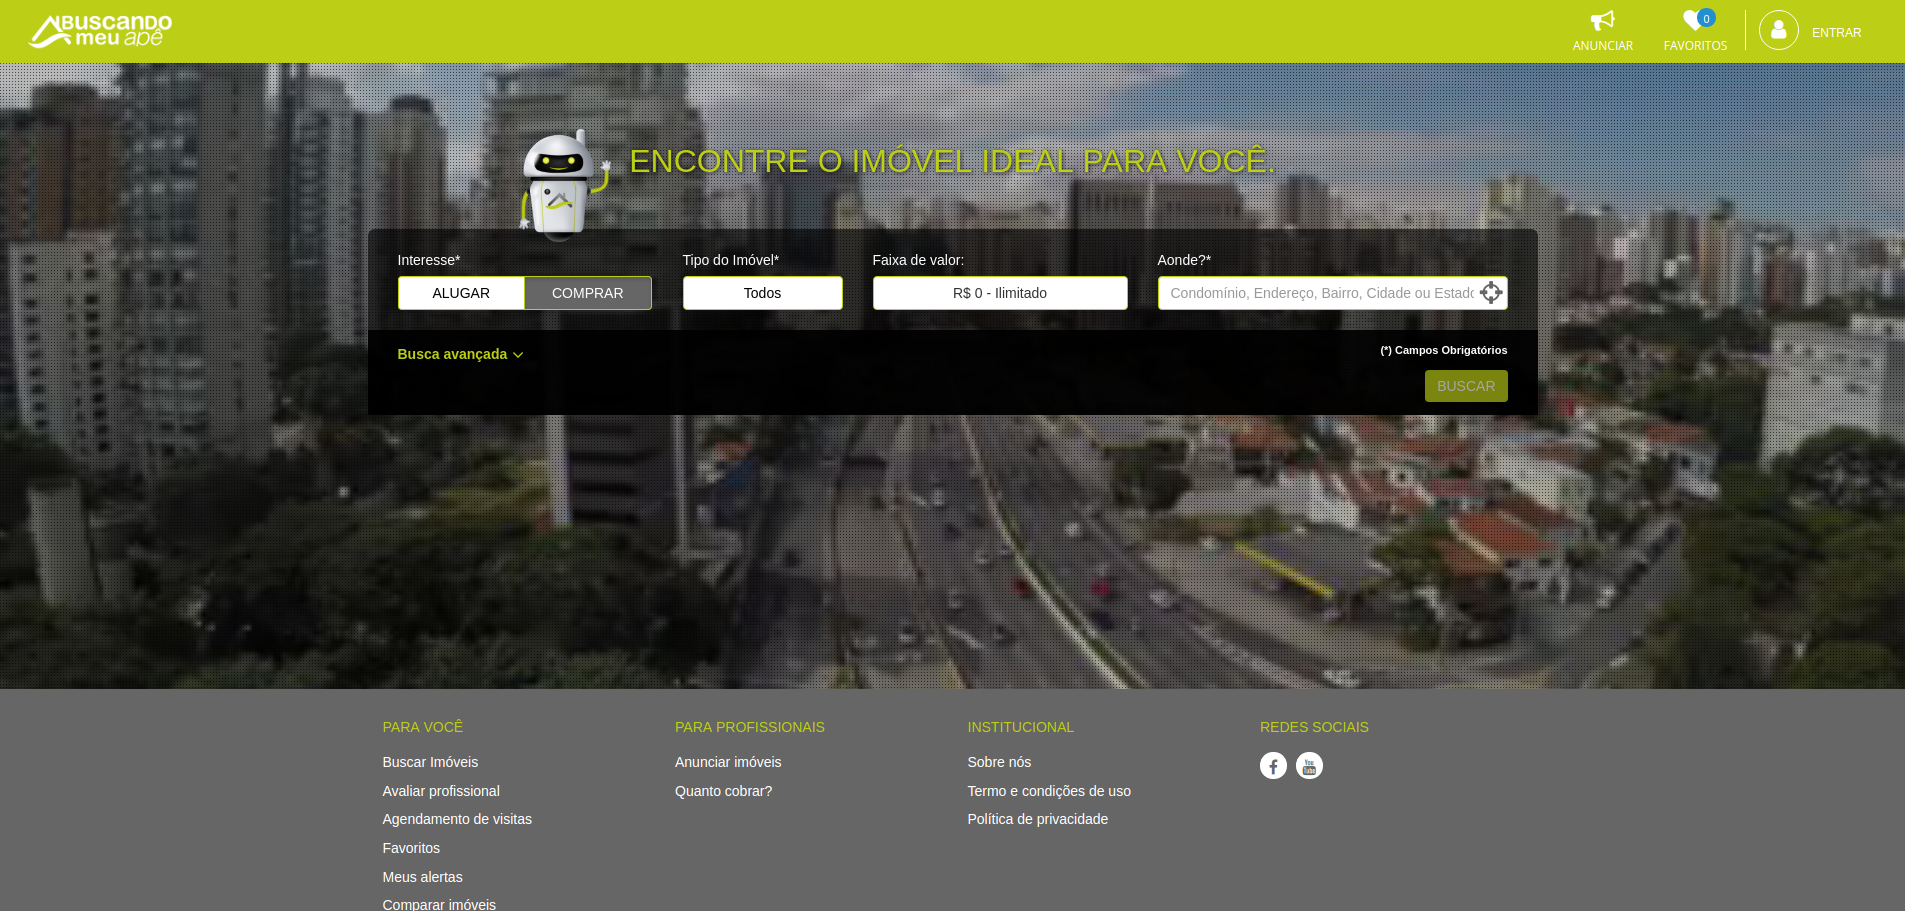 Buscando
meu apê
ANUNCIAR
FAVORITOS
0
ENTRAR
ENCONTRE O IMÓVEL IDEAL PARA VOCÊ.
Interesse*
Tipo do Imóvel*
Faixa de valor:
Aonde?*
ALUGAR
COMPRAR
Todos
R$ 0 - Ilimitado
Condomínio, Endereço, Bairro, Cidade ou Estado
Busca avançada
(*) Campos Obrigatórios
BUSCAR
PARA VOCÊ
Buscar Imóveis
Avaliar profissional
Agendamento de visitas
Favoritos
Meus alertas
Comparar imóveis
PARA PROFISSIONAIS
Anunciar imóveis
Quanto cobrar?
INSTITUCIONAL
Sobre nós
Termo e condições de uso
Política de privacidade
REDES SOCIAIS
You
Tube